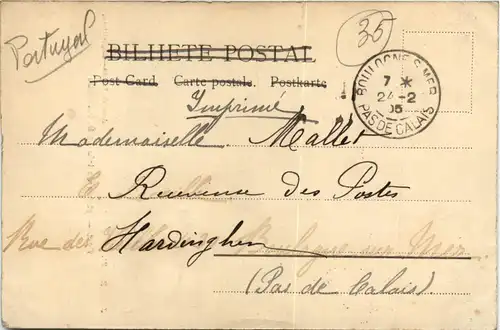 Portugal
35
BILHETE POSTAL
Post Card. Carte postale. Postkarte
Imprimé
BOULOGNE S MER
7 *
24 - 2
05
PAS DE CALAIS
Mademoiselle Mallet
Receveuse des Postes
Rue des
Hardinghen Boulogne sur Mer
(Pas de Calais)